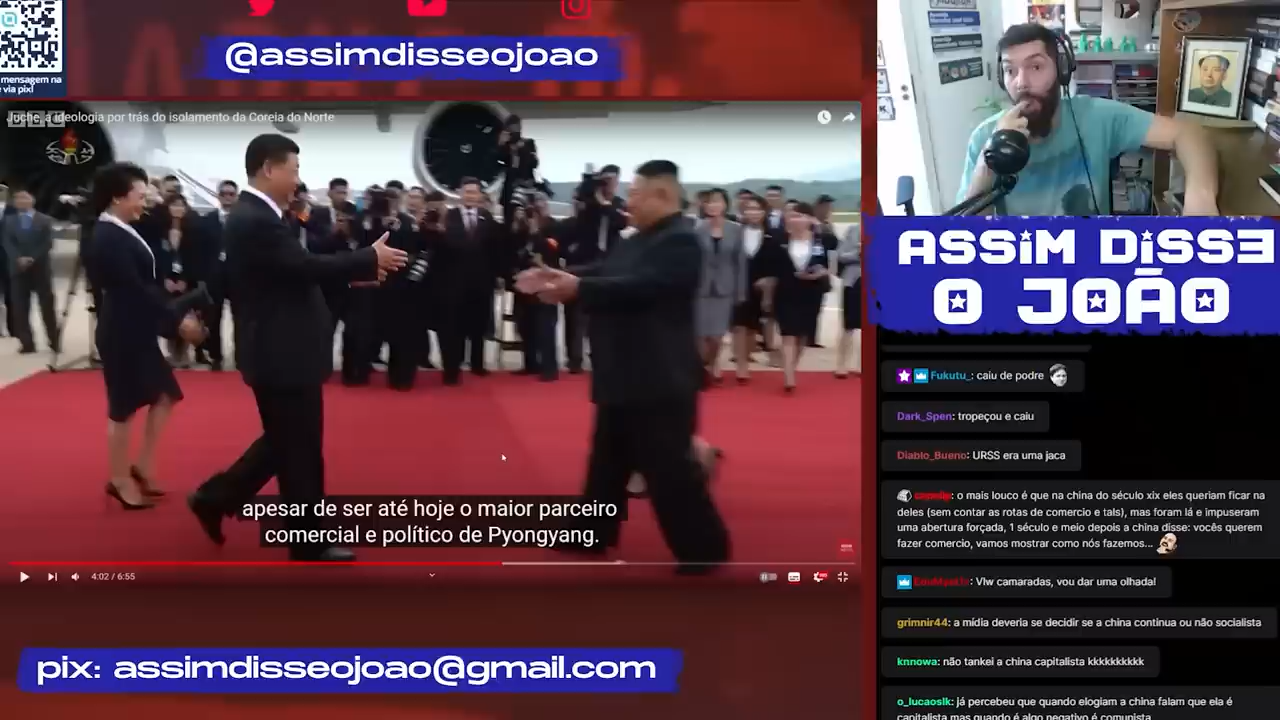 mensagem na
e via pix!
@assimdisseojoao
Juche, a ideologia por trás do isolamento da Coreia do Norte
apesar de ser até hoje o maior parceiro
comercial e político de Pyongyang.
4:02 / 6:55
pix: assimdisseojoao@gmail.com
ASSIM DISSE
O JOÃO
Fukutu_: caiu de podre
Dark_Spen: tropeçou e caiu
Diablo_Bueno: URSS era uma jaca
o mais louco é que na china do século xix eles queriam ficar na
deles (sem contar as rotas de comercio e tals), mas foram lá e impuseram
uma abertura forçada, 1 século e meio depois a china disse: vocês querem
fazer comercio, vamos mostrar como nós fazemos...
Vlw camaradas, vou dar uma olhada!
grimnir44: a mídia deveria se decidir se a china continua ou não socialista
knnowa: não tankei a china capitalista kkkkkkkkkk
o_lucaoslk: já percebeu que quando elogiam a china falam que ela é
capitalista mas quando é algo negativo é comunista